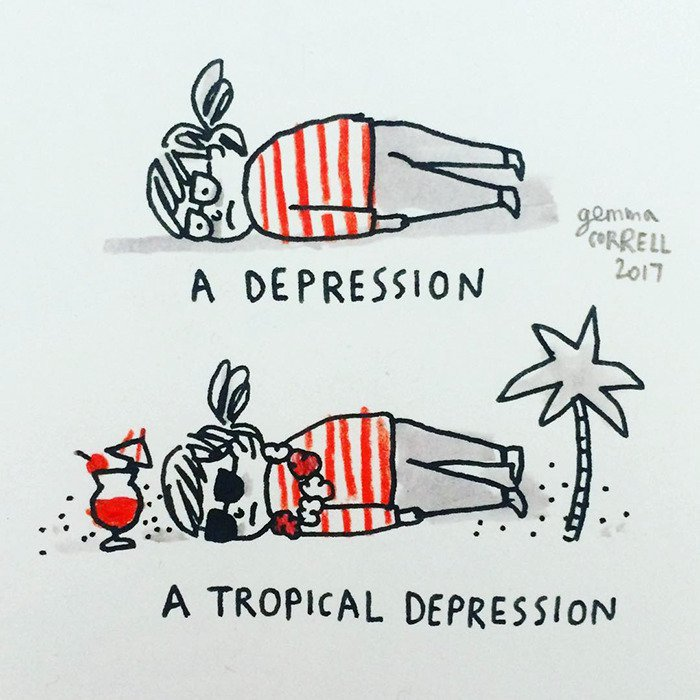 gemma
CORRELL
2017
A DEPRESSION
A TROPICAL DEPRESSION